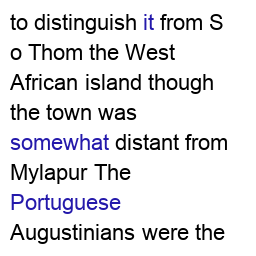 to distinguish it from S
o Thom the West
African island though
the town was
somewhat distant from
Mylapur The
Portuguese
Augustinians were the